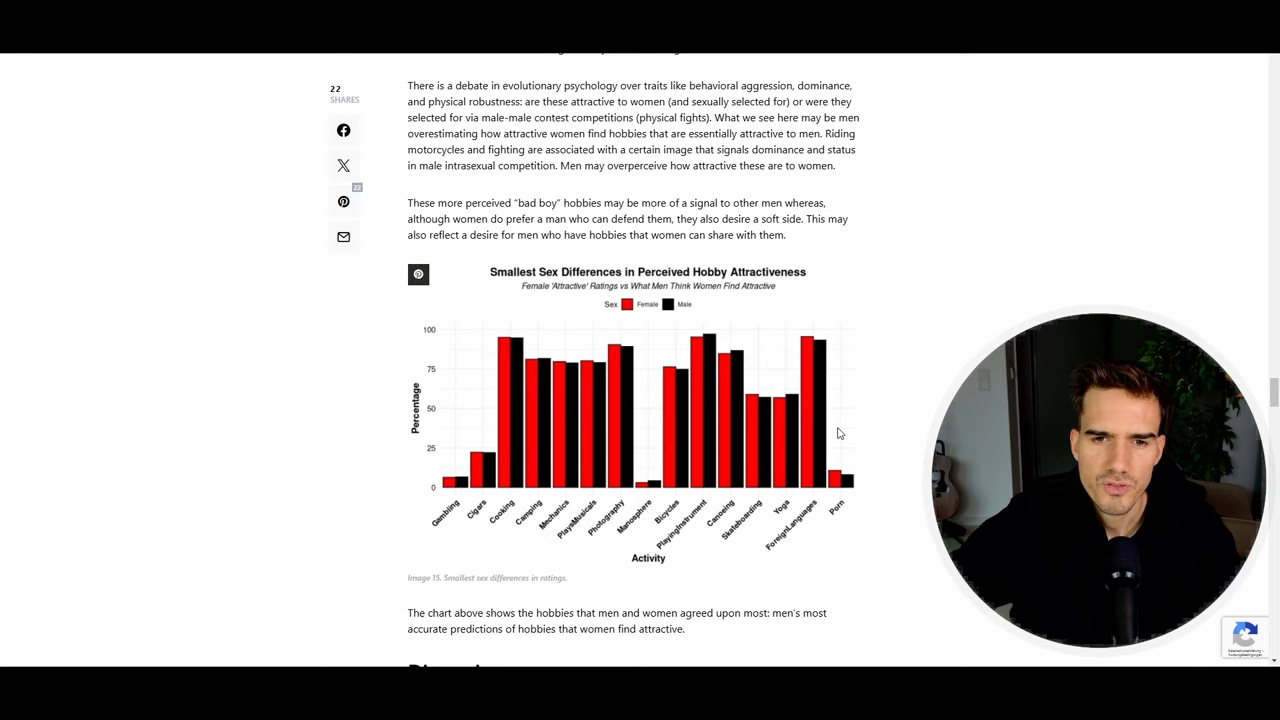 22
SHARES
22
There is a debate in evolutionary psychology over traits like behavioral aggression, dominance,
and physical robustness: are these attractive to women (and sexually selected for) or were they
selected for via male-male contest competitions (physical fights). What we see here may be men
overestimating how attractive women find hobbies that are essentially attractive to men. Riding
motorcycles and fighting are associated with a certain image that signals dominance and status
in male intrasexual competition. Men may overperceive how attractive these are to women.
These more perceived “bad boy” hobbies may be more of a signal to other men whereas,
although women do prefer a man who can defend them, they also desire a soft side. This may
also reflect a desire for men who have hobbies that women can share with them.
Smallest Sex Differences in Perceived Hobby Attractiveness
Female 'Attractive' Ratings vs What Men Think Women Find Attractive
Sex Female Male
100
75
50
25
0
Percentage
Gambling
Cigars
Cooking
Camping
Mechanics
PlaysMusicals
Photography
Manosphere
Bicycles
PlayingInstrument
Canoeing
Skateboarding
Yoga
ForeignLanguages
Porn
Activity
Image 15. Smallest sex differences in ratings.
The chart above shows the hobbies that men and women agreed upon most: men’s most
accurate predictions of hobbies that women find attractive.